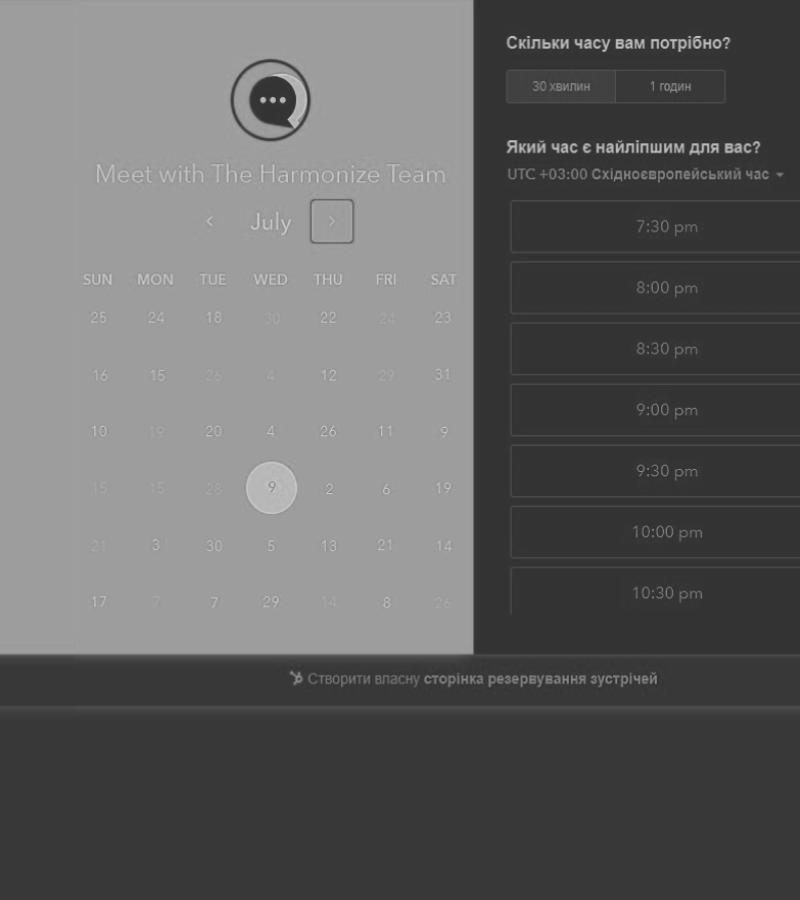 Meet with The Harmonize Team
July
SUN MON TUE WED THU FRI SAT
25 24 18 30 22 24 23
16 15 26 4 12 29 31
10 19 20 4 26 11 9
15 15 28 9 2 6 19
21 3 30 5 13 21 14
17 7 7 29 14 8 26
Скільки часу вам потрібно?
30 хвилин 1 годин
Який час є найліпшим для вас?
UTC +03:00 Східноєвропейський час
7:30 pm
8:00 pm
8:30 pm
9:00 pm
9:30 pm
10:00 pm
10:30 pm
Створити власну сторінка резервування зустрічей